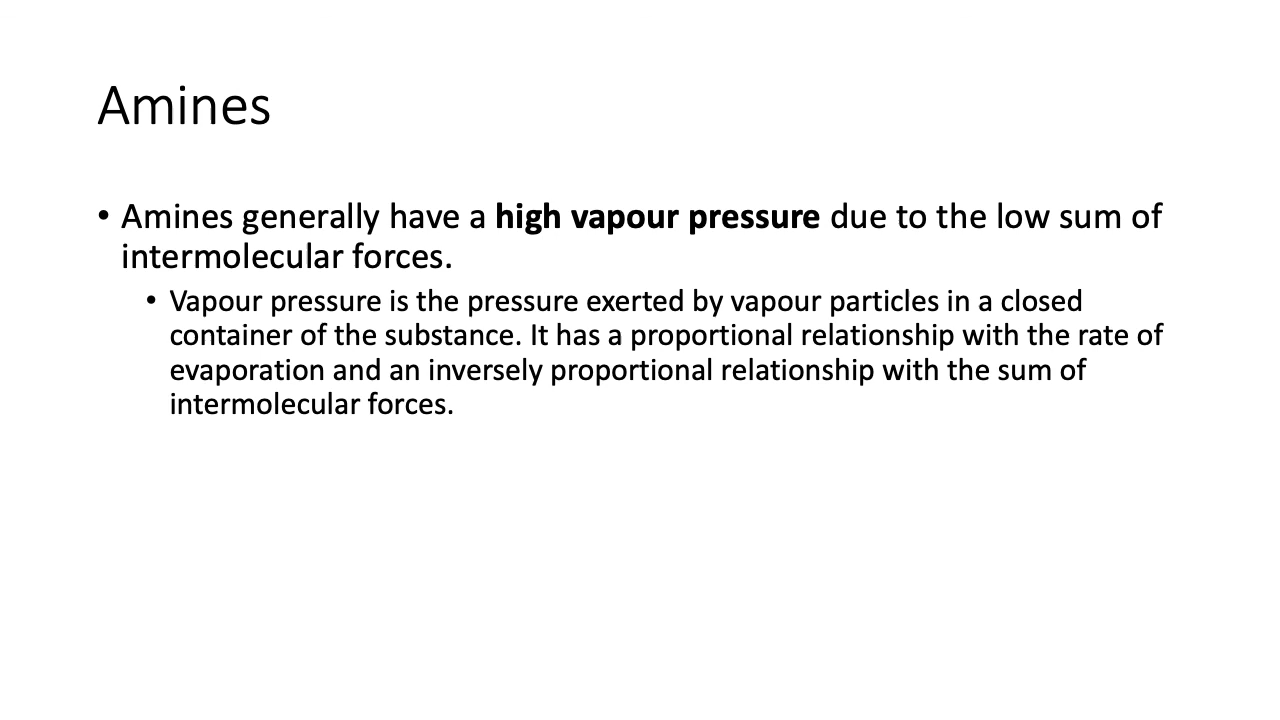 Amines
• Amines generally have a high vapour pressure due to the low sum of
intermolecular forces.
• Vapour pressure is the pressure exerted by vapour particles in a closed
container of the substance. It has a proportional relationship with the rate of
evaporation and an inversely proportional relationship with the sum of
intermolecular forces.